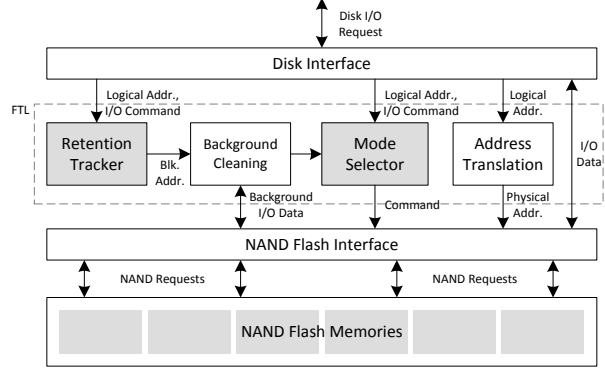 Disk I/O
Request
Disk Interface
Logical Addr.,
I/O Command
Logical Addr.,
I/O Command
Logical
Addr.
FTL
Retention
Tracker
Blk.
Addr.
Background
Cleaning
Mode
Selector
Address
Translation
I/O
Data
Background
I/O Data
Command
Physical
Addr.
NAND Flash Interface
NAND Requests
NAND Requests
NAND Flash Memories